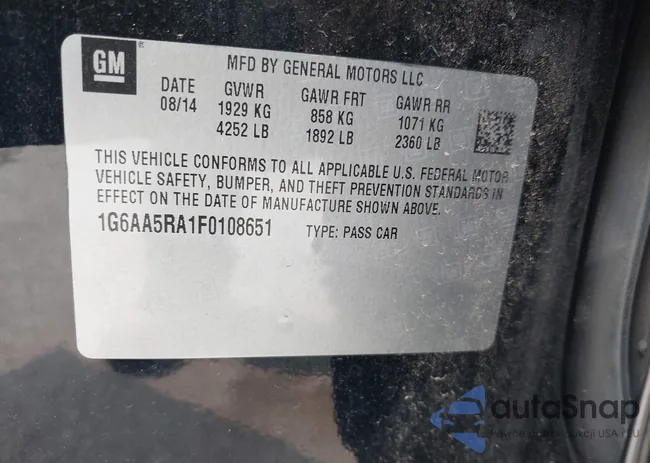 GM
MFD BY GENERAL MOTORS LLC
DATE GVWR GAWR FRT GAWR RR
08/14 1929 KG 858 KG 1071 KG
4252 LB 1892 LB 2360 LB
THIS VEHICLE CONFORMS TO ALL APPLICABLE U.S. FEDERAL MOTOR
VEHICLE SAFETY, BUMPER, AND THEFT PREVENTION STANDARDS IN
EFFECT ON THE DATE OF MANUFACTURE SHOWN ABOVE.
1G6AA5RA1F0108651 TYPE: PASS CAR
autoSnap